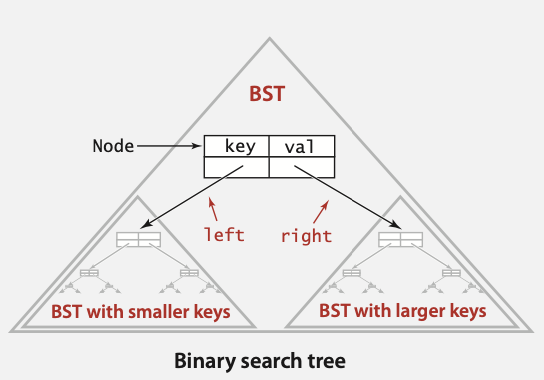 BST
Node
key val
left
right
BST with smaller keys
BST with larger keys
Binary search tree